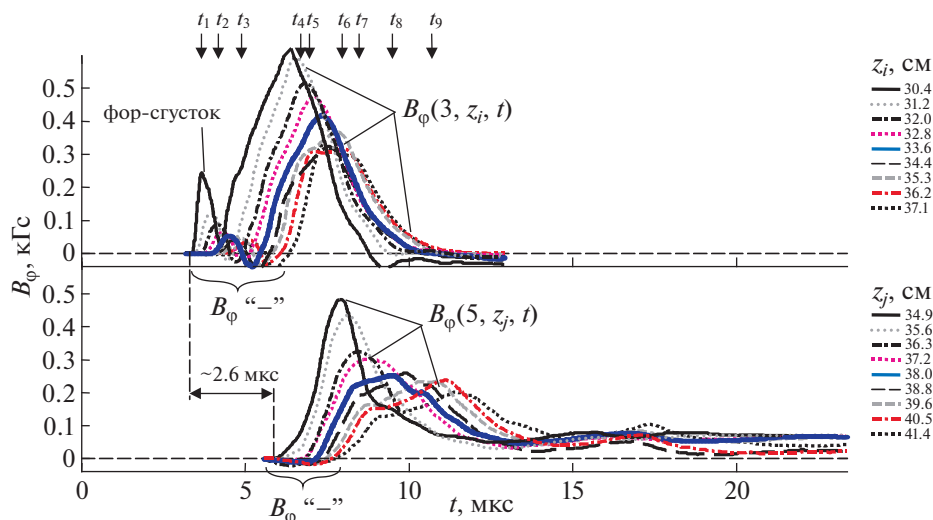 t1 t2 t3 t4 t5 t6 t7 t8 t9
zi, см
30.4
31.2
32.0
32.8
33.6
34.4
35.3
36.2
37.1
0.5
0.4
0.3
0.2
0.1
0
фор-сгусток
Bφ(3, zi, t)
Bφ, кГс
Bφ “–”
15 20
zj, см
34.9
35.6
36.3
37.2
38.0
38.8
39.6
40.5
41.4
0.5
0.4
0.3
0.2
0.1
0
Bφ(5, zj, t)
~2.6 мкс
0 5 10 15 20
Bφ “–”
t, мкс